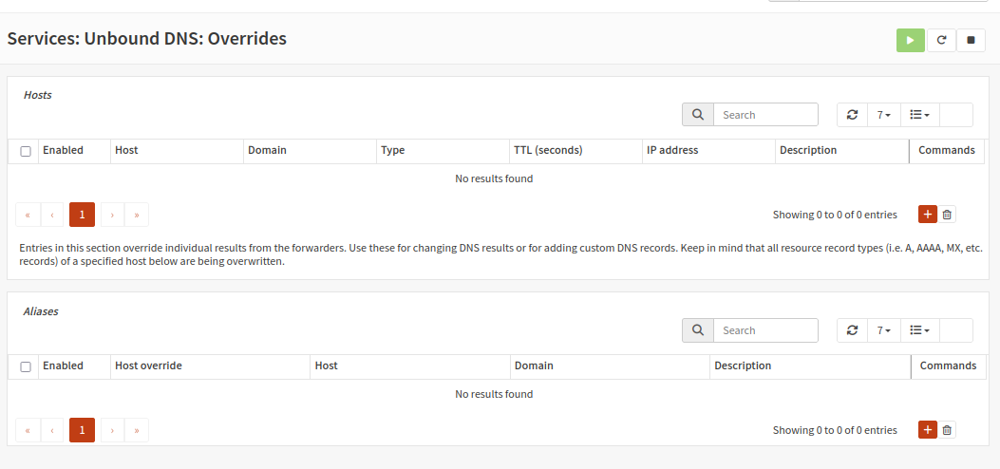 Services: Unbound DNS: Overrides
Hosts
Search
7
Enabled Host Domain Type TTL (seconds) IP address Description Commands
No results found
« ‹ 1 › » Showing 0 to 0 of 0 entries +
Entries in this section override individual results from the forwarders. Use these for changing DNS results or for adding custom DNS records. Keep in mind that all resource record types (i.e. A, AAAA, MX, etc.
records) of a specified host below are being overwritten.
Aliases
Search
7
Enabled Host override Host Domain Description Commands
No results found
« ‹ 1 › » Showing 0 to 0 of 0 entries +